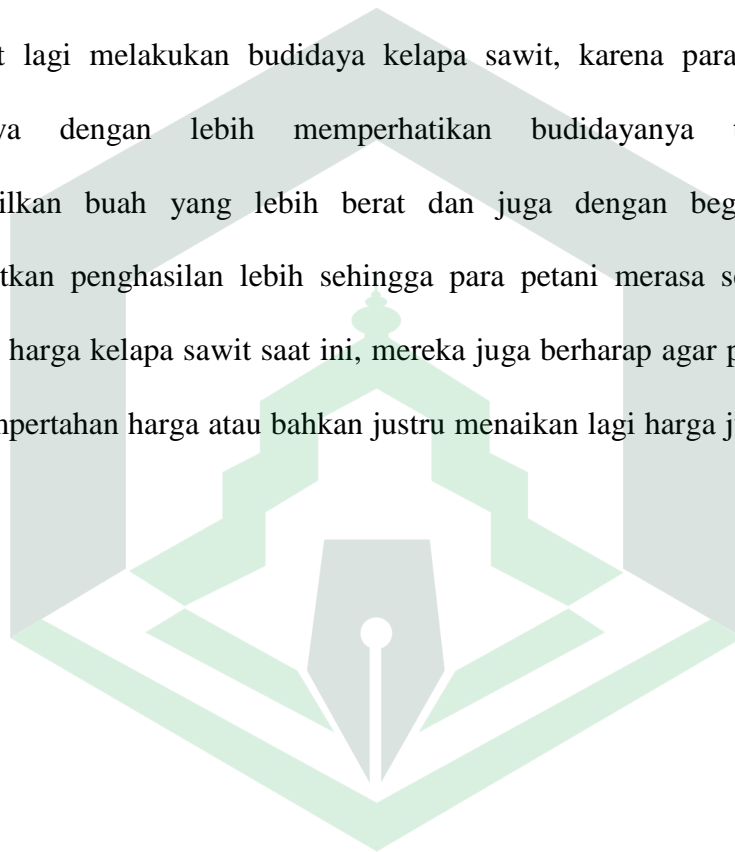 t lagi melakukan budidaya kelapa sawit, karena para
ya dengan lebih memperhatikan budidayanya
ilkan buah yang lebih berat dan juga dengan beg
tkan penghasilan lebih sehingga para petani merasa se
harga kelapa sawit saat ini, mereka juga berharap agar p
pertahan harga atau bahkan justru menaikan lagi harga ju